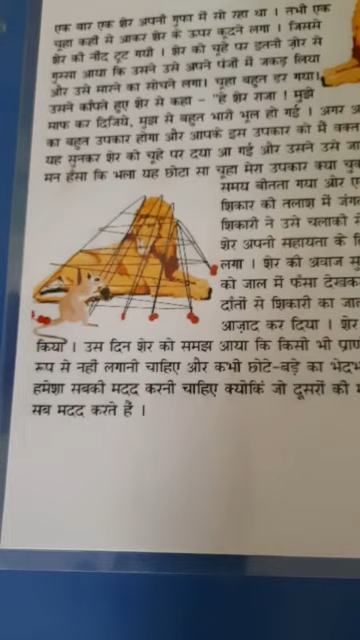 एक बार एक शेर अपनी गुफा में सो रहा था । तभी एक
चूहा कहीं से आकर शेर के ऊपर कूदने लगा । जिससे
शेर की नींद टूट गयी । शेर को चूहे पर इतनी ज़ोर से
गुस्सा आया कि उसने उसे अपने पंजों में जकड़ लिया
और उसे मारने का सोचने लगा। चूहा बहुत डर गया।
उसने काँपते हुए शेर से कहा - "हे शेर राजा ! मुझे
माफ कर दिजिये, मुझ से बहुत भारी भूल हो गई । अगर
का बहुत उपकार होगा और आपके इस उपकार को मैं
यह सुनकर शेर को चूहे पर दया आ गई और उसने उसे
मन हँसा कि भला यह छोटा सा चूहा मेरा उपकार क्या
समय बीतता गया और
शिकार की तलाश में
शिकारी ने उसे चालाकी
शेर अपनी सहायता के
लगा । शेर की अवाज
को जाल में फँसा देखकर
दाँतों से शिकारी का
आज़ाद कर दिया । शेर
किया । उस दिन शेर को समझ आया कि किसी भी
रूप से नहीं लगानी चाहिए और कभी छोटे-बड़े का
हमेशा सबकी मदद करनी चाहिए क्योंकि जो दूसरों की
सब मदद करते हैं ।